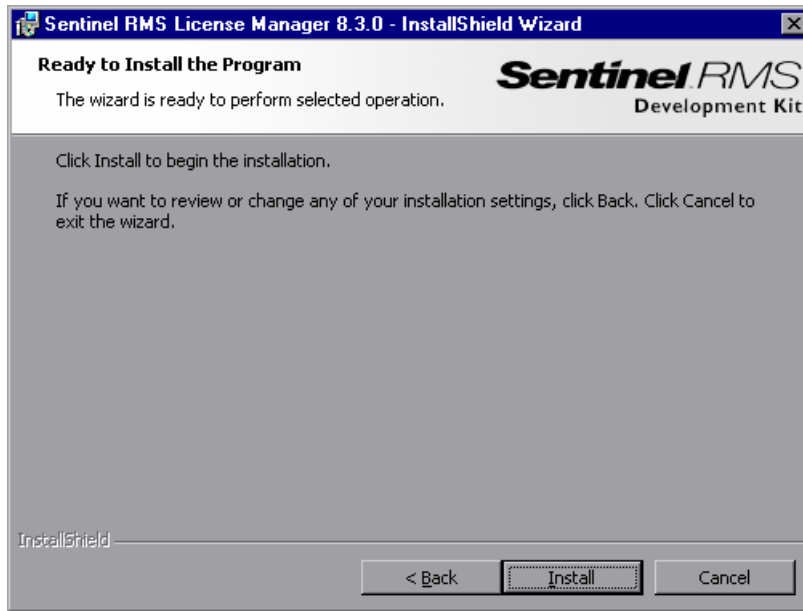 Sentinel RMS License Manager 8.3.0 - InstallShield Wizard
Ready to Install the Program
The wizard is ready to perform selected operation.
Sentinel.RMS
Development Kit
Click Install to begin the installation.
If you want to review or change any of your installation settings, click Back. Click Cancel to
exit the wizard.
InstallShield
< Back
Install
Cancel